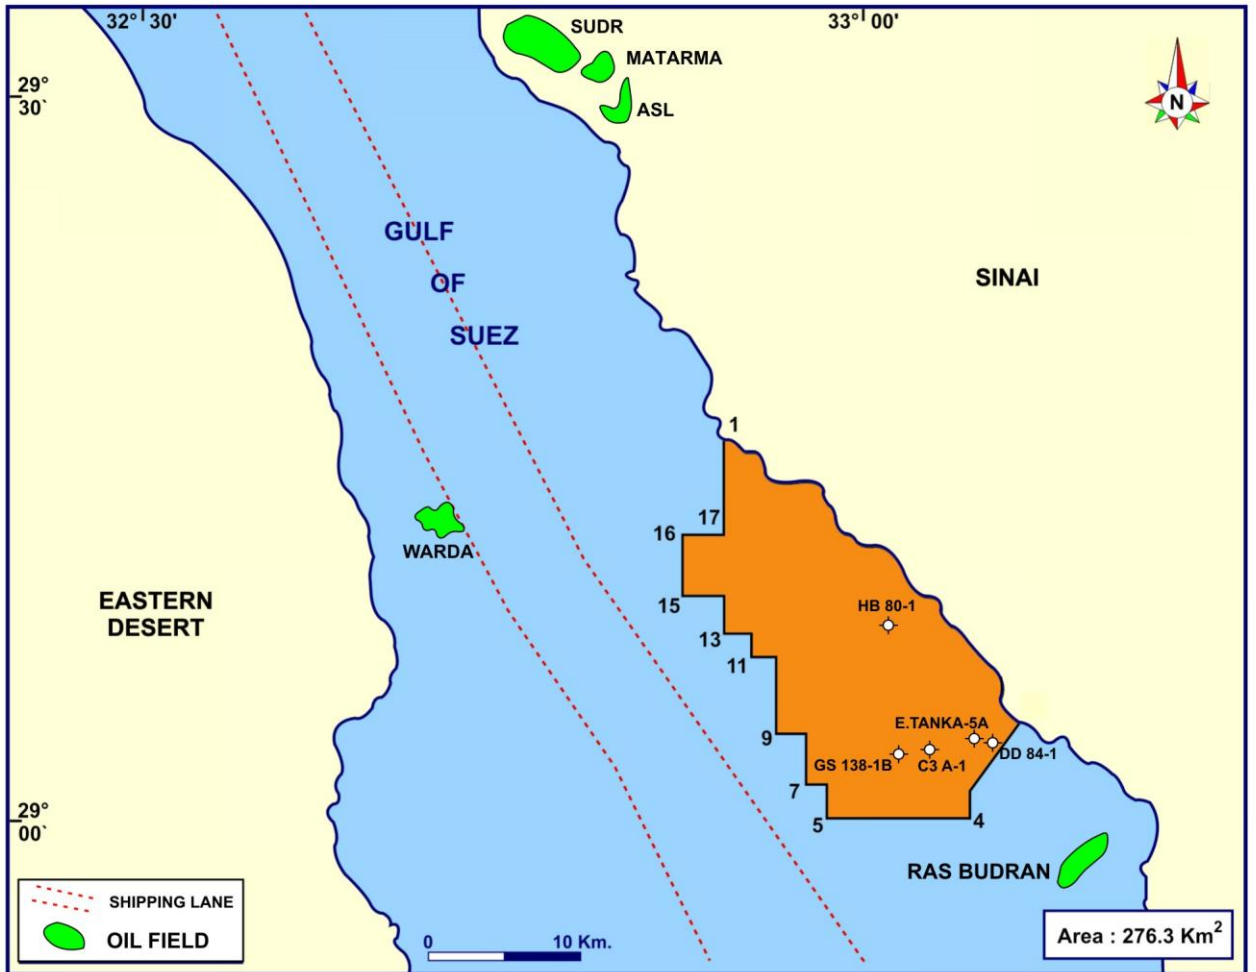 32° 30'
33° 00'
SUDR
MATARMA
ASL
29°
30`
N
GULF
OF
SUEZ
SINAI
1
17
16
WARDA
15
EASTERN
DESERT
HB 80-1
13
11
E.TANKA-5A
9
DD 84-1
GS 138-1B
C3 A-1
7
5
4
29°
00`
RAS BUDRAN
SHIPPING LANE
OIL FIELD
0 10 Km.
Area : 276.3 Km²